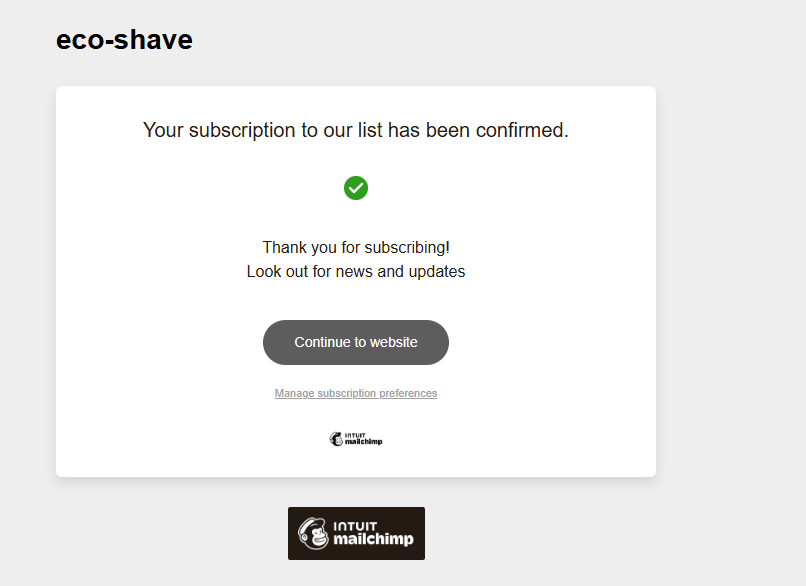 eco-shave
Your subscription to our list has been confirmed.
Thank you for subscribing!
Look out for news and updates
Continue to website
Manage subscription preferences
INTUIT
mailchimp
INTUIT
mailchimp